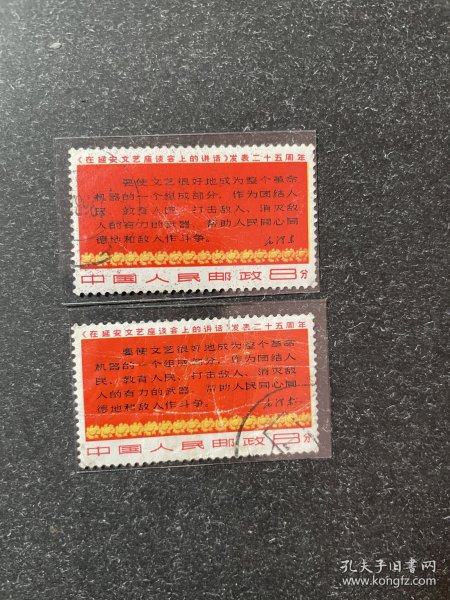 《在延安文艺座谈会上的讲话》发表二十五周年
要使文艺很好地成为整个革命
机器的一个组成部分，作为团结人
民、教育人民、打击敌人、消灭敌
人的有力的武器，帮助人民同心同
德地和敌人作斗争。
毛泽东
中国人民邮政8分
《在延安文艺座谈会上的讲话》发表二十五周年
要使文艺很好地成为整个革命
机器的一个组成部分，作为团结人
民、教育人民、打击敌人、消灭敌
人的有力的武器，帮助人民同心同
德地和敌人作斗争。
毛泽东
中国人民邮政8分
孔夫子旧书网
www.kongfz.com